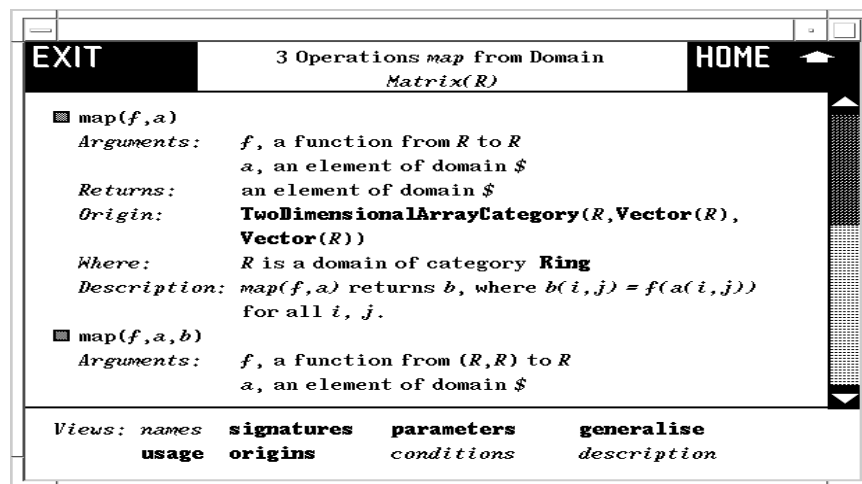 EXIT
3 Operations map from Domain
Matrix(R)
HOME
map(f,a)
Arguments: f, a function from R to R
a, an element of domain $
Returns: an element of domain $
Origin: TwoDimensionalArrayCategory(R,Vector(R),
Vector(R))
Where: R is a domain of category Ring
Description: map(f,a) returns b, where b(i,j) = f(a(i,j))
for all i, j.
map(f,a,b)
Arguments: f, a function from (R,R) to R
a, an element of domain $
Views: names signatures parameters generalise
usage origins conditions description